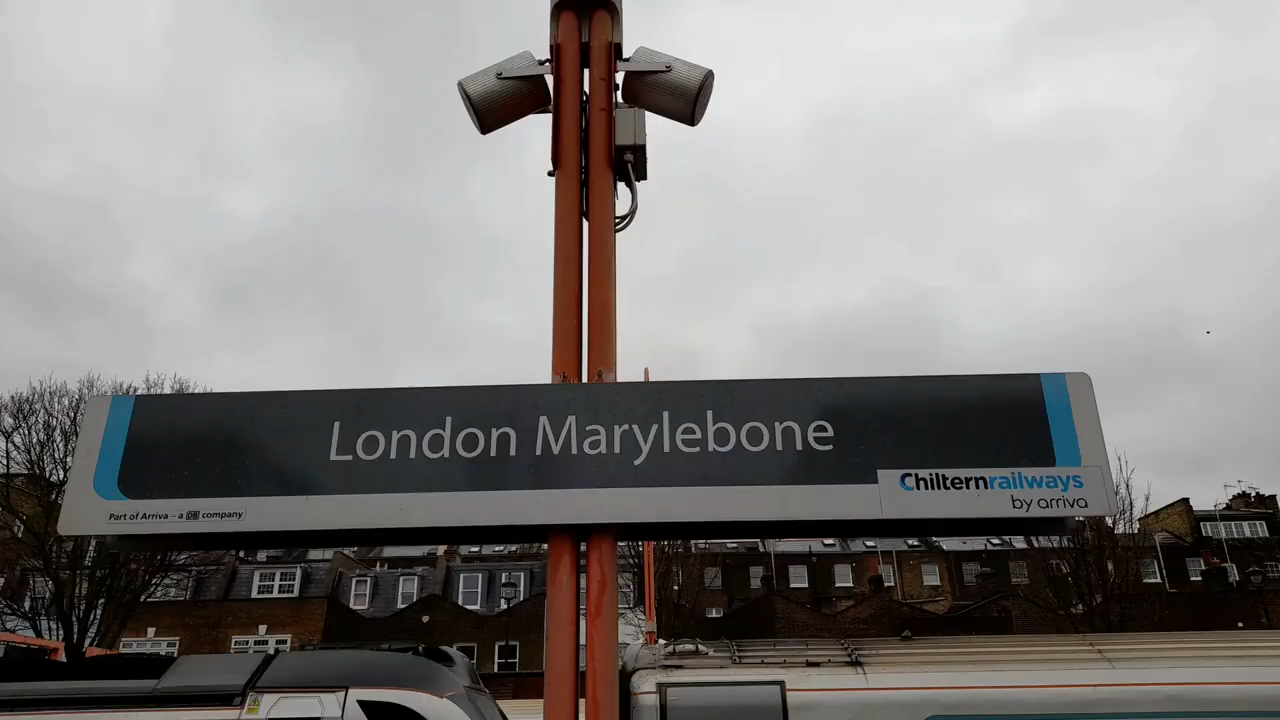 London Marylebone
Chilternrailways
by arriva
Part of Arriva – a DB company